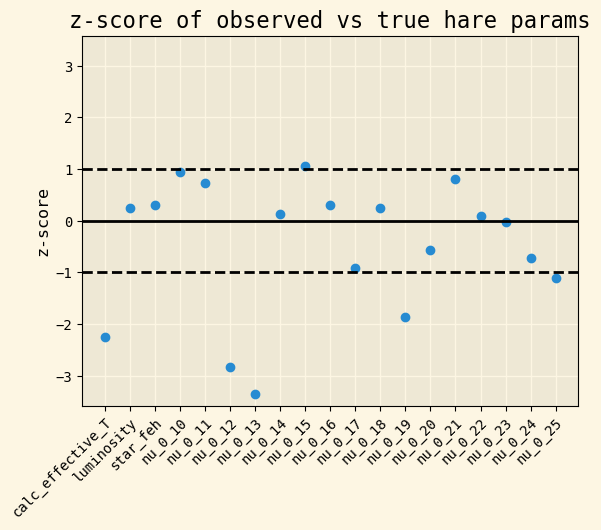 z-score of observed vs true hare params
z-score
3
2
1
0
−1
−2
−3
calc_effective_T
luminosity
star_feh
nu_0_10
nu_0_11
nu_0_12
nu_0_13
nu_0_14
nu_0_15
nu_0_16
nu_0_17
nu_0_18
nu_0_19
nu_0_20
nu_0_21
nu_0_22
nu_0_23
nu_0_24
nu_0_25